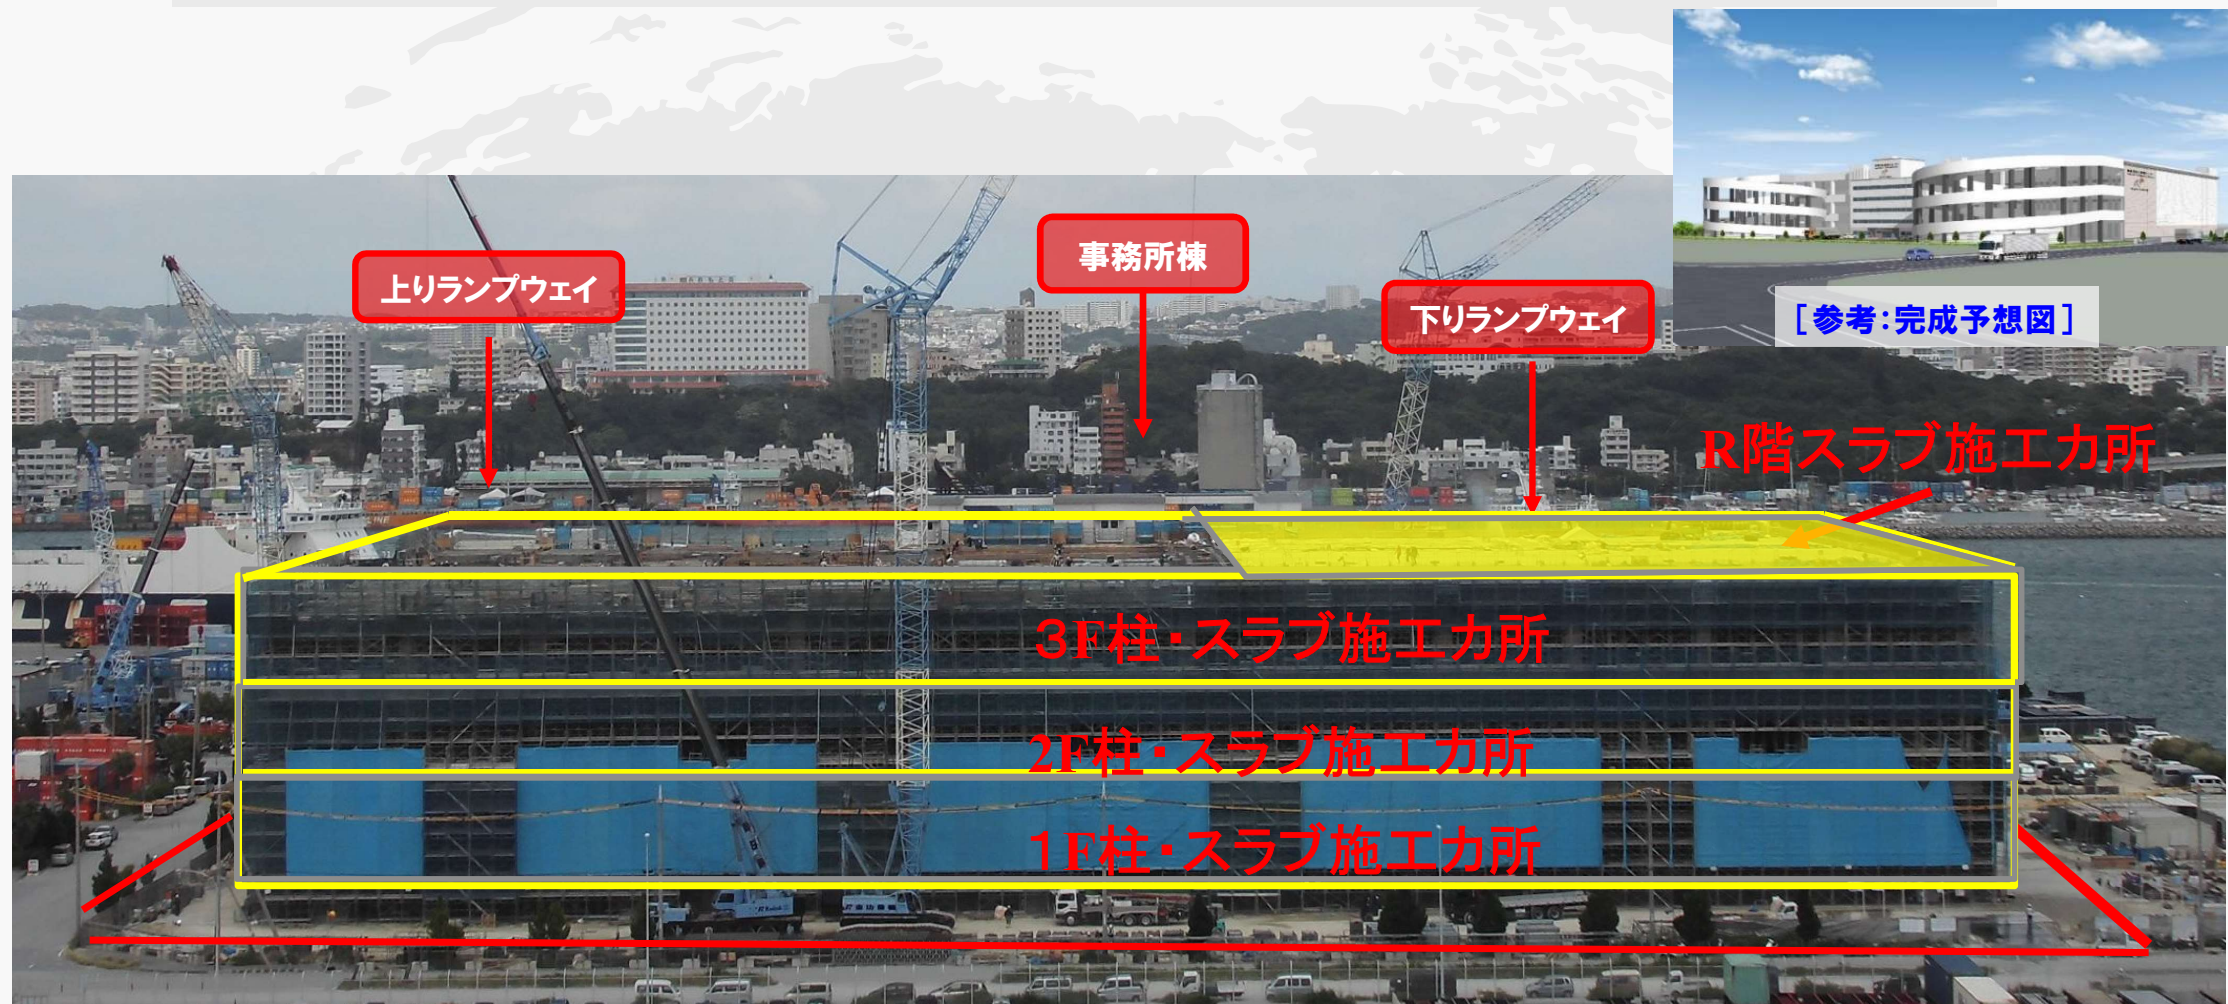 上りランプウェイ
事務所棟
下りランプウェイ
[参考:完成予想図]
R階スラブ施工カ所
3F柱・スラブ施工カ所
2F柱・スラブ施工カ所
1F柱・スラブ施工カ所